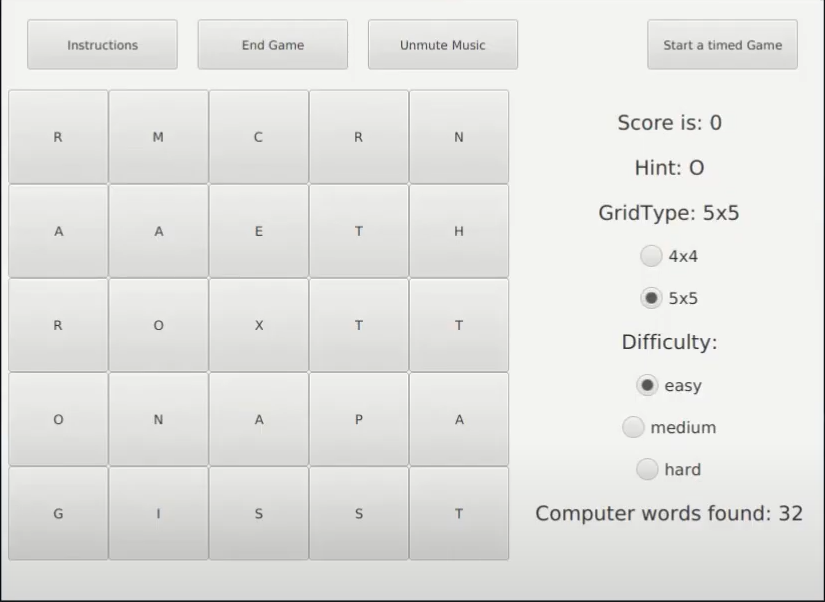 Instructions End Game Unmute Music Start a timed Game
R M C R N
A A E T H
R O X T T
O N A P A
G I S S T
Score is: 0
Hint: O
GridType: 5x5
4x4
5x5
Difficulty:
easy
medium
hard
Computer words found: 32